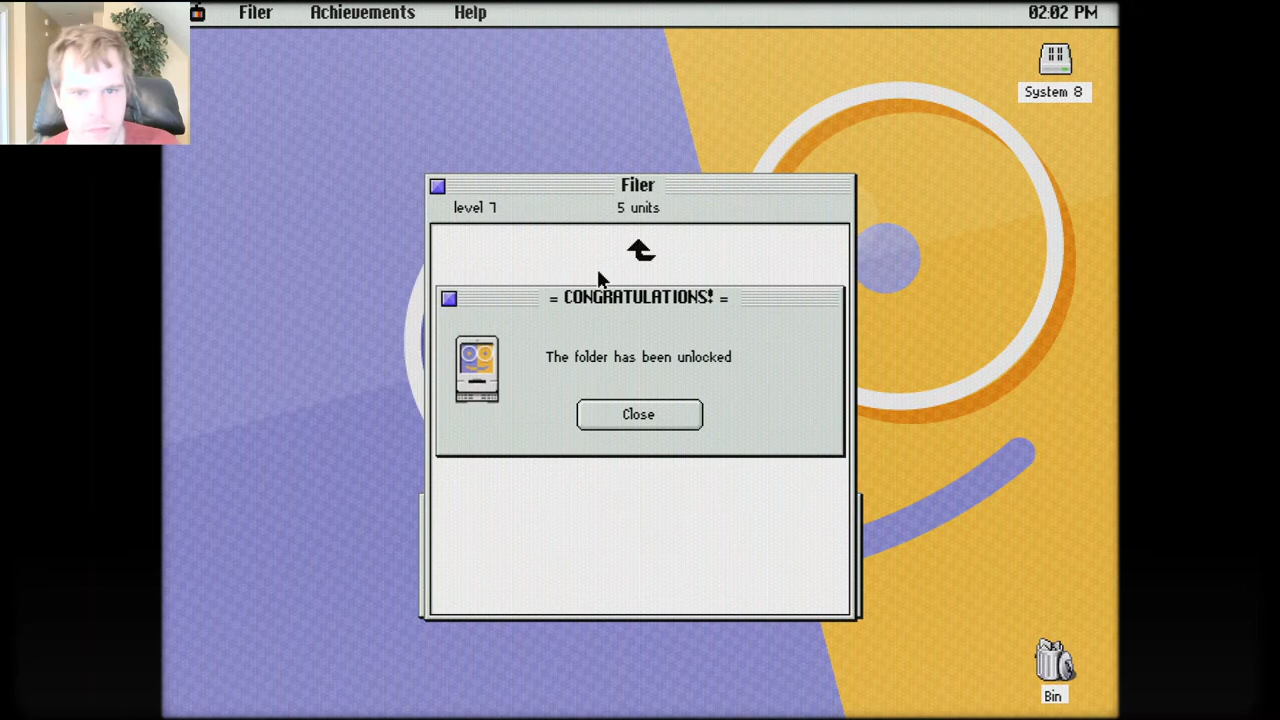 Filer Achievements Help 02:02 PM
System 8
Filer
level 7 5 units
= CONGRATULATIONS! =
The folder has been unlocked
Close
Bin